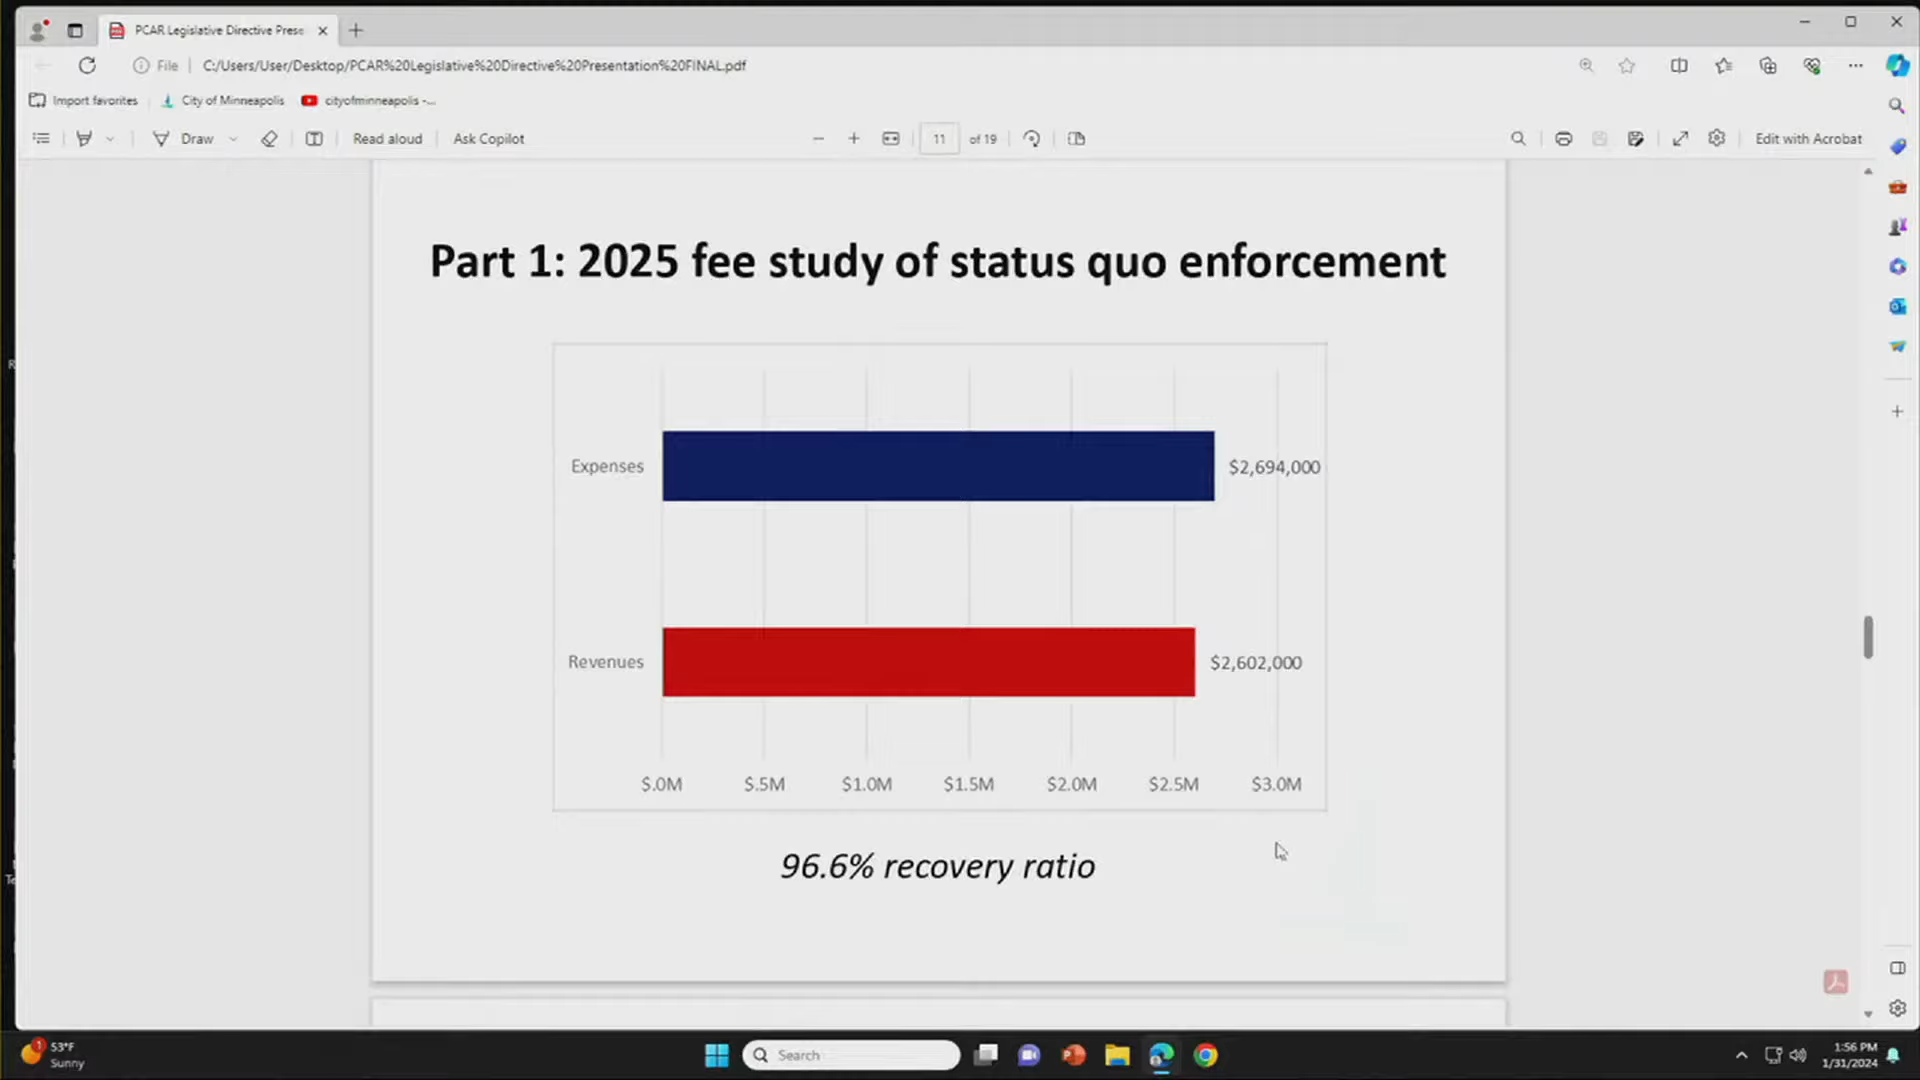 PCAR Legislative Directive Prese
File
C:/Users/User/Desktop/PCAR%20Legislative%20Directive%20Presentation%20FINAL.pdf
Import favorites
City of Minneapolis
cityofminneapolis -...
Draw
Read aloud
Ask Copilot
11
of 19
Edit with Acrobat
Part 1: 2025 fee study of status quo enforcement
Expenses
$2,694,000
Revenues
$2,602,000
$.0M
$.5M
$1.0M
$1.5M
$2.0M
$2.5M
$3.0M
96.6% recovery ratio
1
53°F
Sunny
Search
1:56 PM
1/31/2024